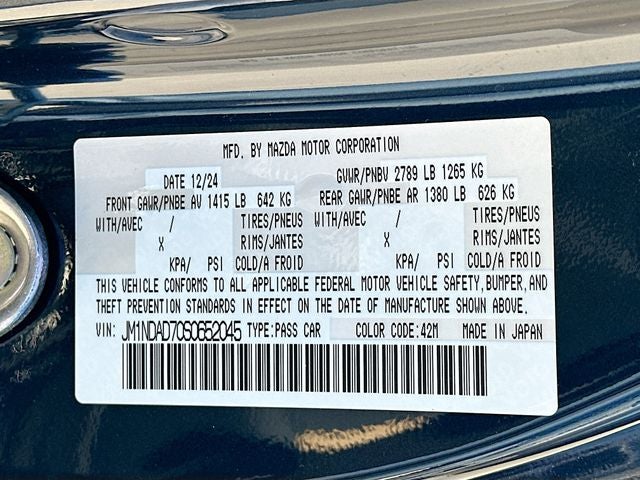 MFD. BY MAZDA MOTOR CORPORATION
DATE 12/24 GVWR/PNBV 2789 LB 1265 KG
FRONT GAWR/PNBE AV 1415 LB 642 KG REAR GAWR/PNBE AR 1380 LB 626 KG
WITH/AVEC / TIRES/PNEUS WITH/AVEC / TIRES/PNEUS
X RIMS/JANTES X RIMS/JANTES
KPA/ PSI COLD/A FROID KPA/ PSI COLD/A FROID
THIS VEHICLE CONFORMS TO ALL APPLICABLE FEDERAL MOTOR VEHICLE SAFETY,BUMPER,AND
THEFT PREVENTION STANDARDS IN EFFECT ON THE DATE OF MANUFACTURE SHOWN ABOVE.
VIN: JM1NDAD70S0652045 TYPE:PASS CAR COLOR CODE:42M MADE IN JAPAN